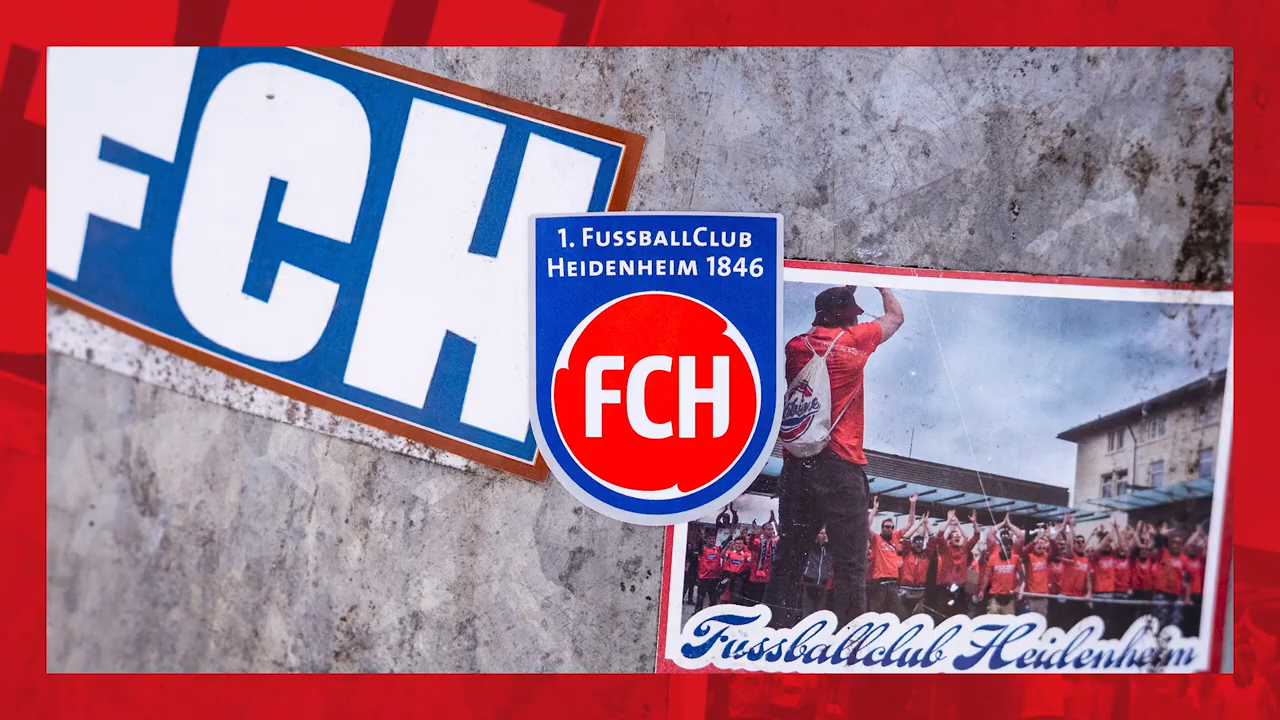 FCH
1. FussballClub
Heidenheim 1846
FCH
Fussballclub Heidenheim